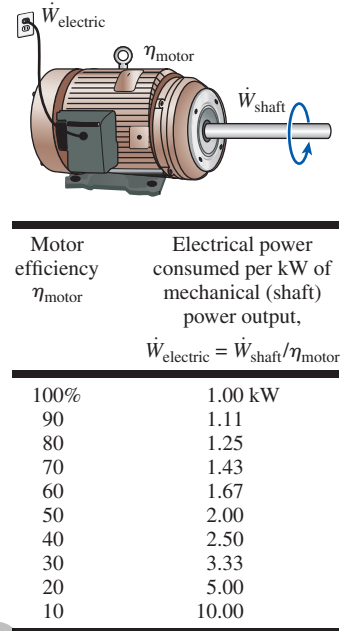 Ẇelectric
ηmotor
Ẇshaft
Motor efficiency ηmotor
Electrical power consumed per kW of mechanical (shaft) power output,
Ẇelectric = Ẇshaft/ηmotor
100% 1.00 kW
90 1.11
80 1.25
70 1.43
60 1.67
50 2.00
40 2.50
30 3.33
20 5.00
10 10.00